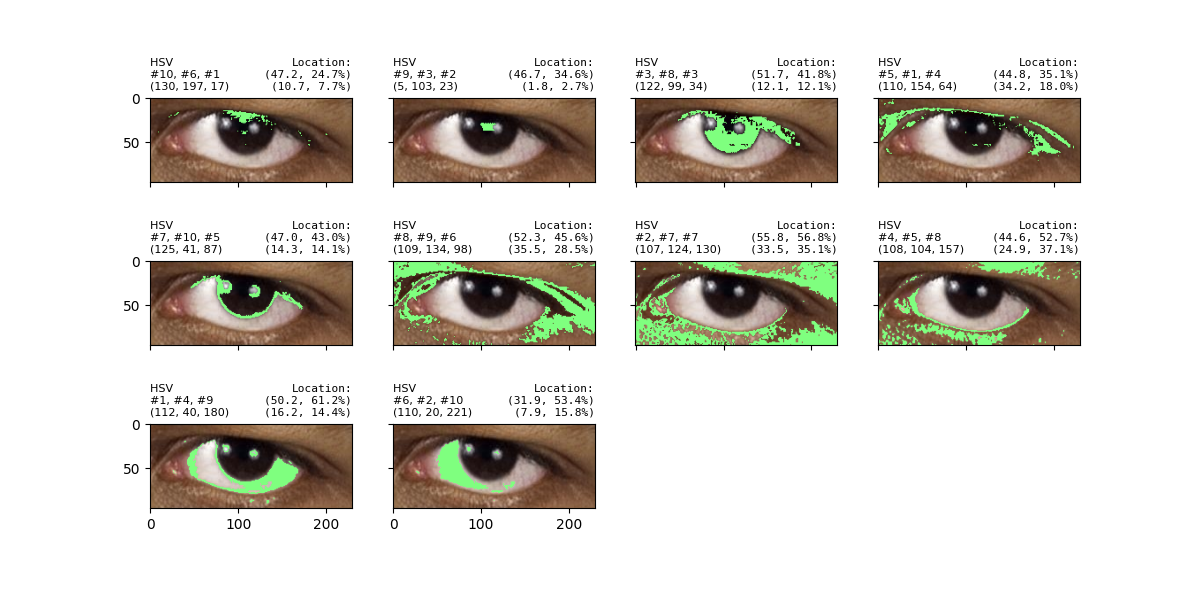 HSV Location:
#10, #6, #1 (47.2, 24.7%)
(130, 197, 17) (10.7, 7.7%)
HSV Location:
#9, #3, #2 (46.7, 34.6%)
(5, 103, 23) (1.8, 2.7%)
HSV Location:
#3, #8, #3 (51.7, 41.8%)
(122, 99, 34) (12.1, 12.1%)
HSV Location:
#5, #1, #4 (44.8, 35.1%)
(110, 154, 64) (34.2, 18.0%)
0
50
HSV Location:
#7, #10, #5 (47.0, 43.0%)
(125, 41, 87) (14.3, 14.1%)
HSV Location:
#8, #9, #6 (52.3, 45.6%)
(109, 134, 98) (35.5, 28.5%)
HSV Location:
#2, #7, #7 (55.8, 56.8%)
(107, 124, 130) (33.5, 35.1%)
HSV Location:
#4, #5, #8 (44.6, 52.7%)
(108, 104, 157) (24.9, 37.1%)
0
50
HSV Location:
#1, #4, #9 (50.2, 61.2%)
(112, 40, 180) (16.2, 14.4%)
HSV Location:
#6, #2, #10 (31.9, 53.4%)
(110, 20, 221) (7.9, 15.8%)
0
50
0 100 200
0 100 200